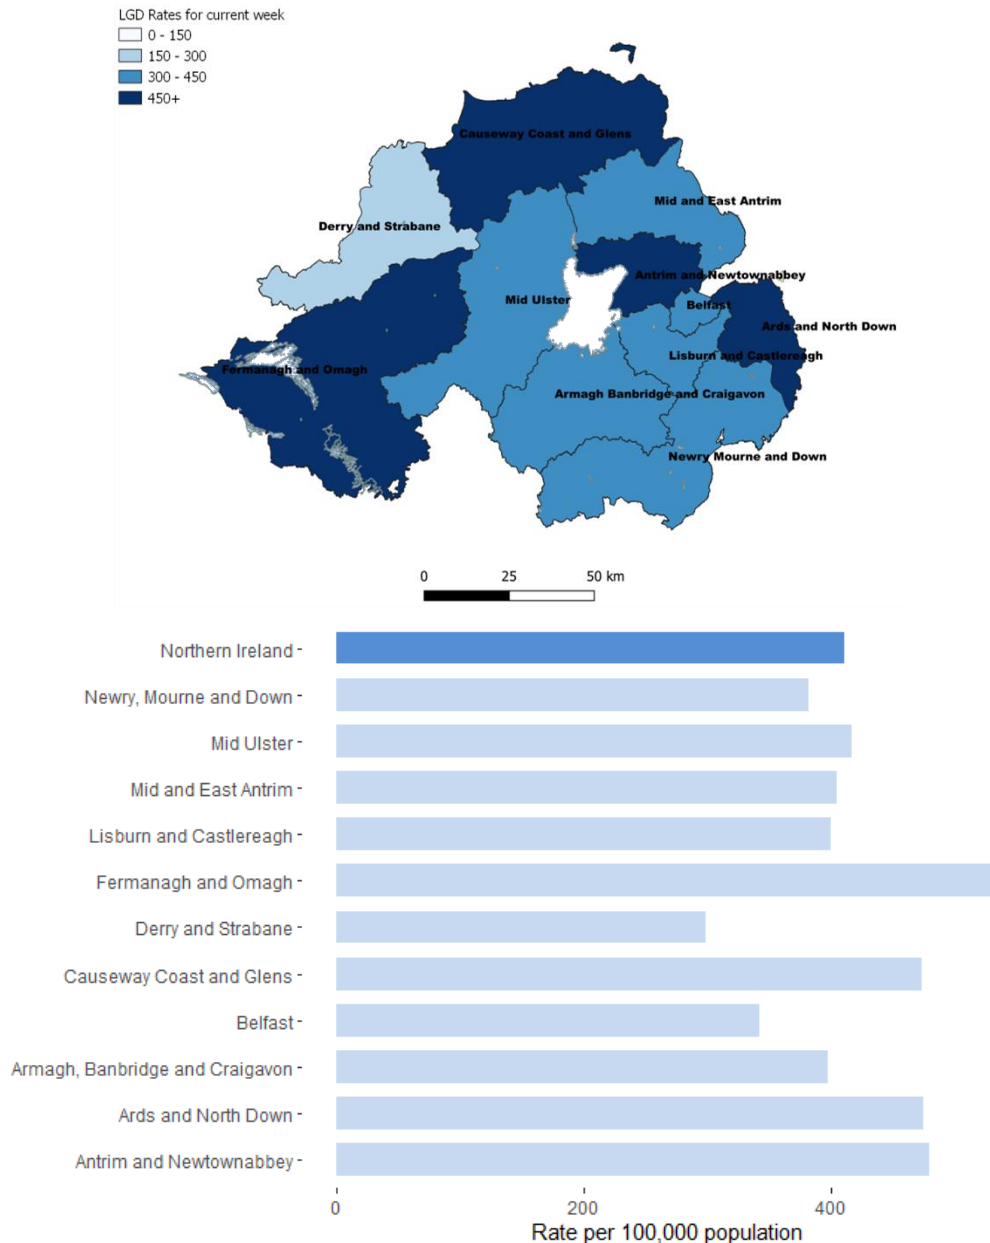 LGD Rates for current week
0 - 150
150 - 300
300 - 450
450+
Causeway Coast and Glens
Mid and East Antrim
Derry and Strabane
Antrim and Newtownabbey
Mid Ulster
Belfast
Ards and North Down
Lisburn and Castlereagh
Fermanagh and Omagh
Armagh Banbridge and Craigavon
Newry Mourne and Down
0 25 50 km
Northern Ireland
Newry, Mourne and Down
Mid Ulster
Mid and East Antrim
Lisburn and Castlereagh
Fermanagh and Omagh
Derry and Strabane
Causeway Coast and Glens
Belfast
Armagh, Banbridge and Craigavon
Ards and North Down
Antrim and Newtownabbey
0 200 400
Rate per 100,000 population